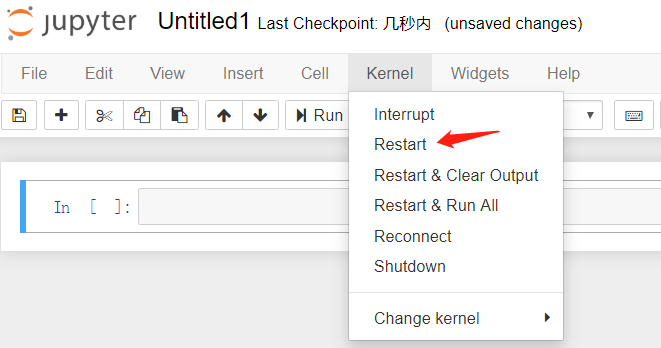 jupyter Untitled1 Last Checkpoint: 几秒内 (unsaved changes)
File Edit View Insert Cell Kernel Widgets Help
Run
In [ ]:
Interrupt
Restart
Restart & Clear Output
Restart & Run All
Reconnect
Shutdown
Change kernel